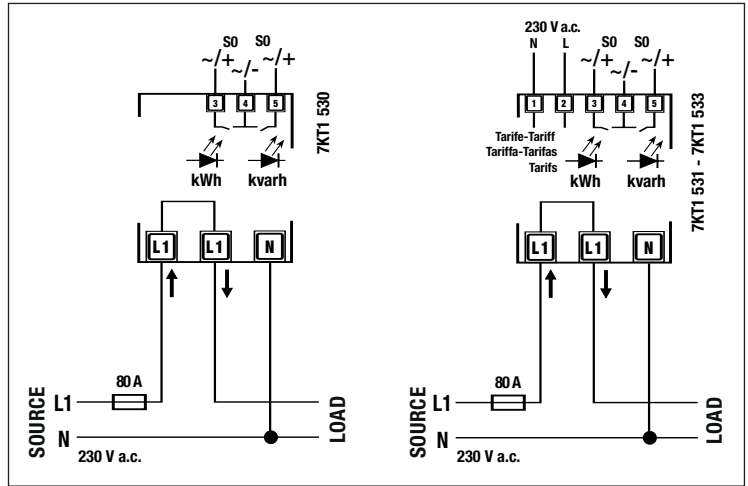 S0 S0
~/+ ~/- ~/+
3 4 5
7KT1 530
kWh kvarh
L1 L1 N
80 A
SOURCE
L1
N
230 V a.c.
LOAD
230 V a.c.
N L S0 S0
~/+ ~/- ~/+
1 2 3 4 5
Tarife-Tariff
Tariffa-Tarifas
Tarifs
kWh kvarh
7KT1 531 - 7KT1 533
L1 L1 N
80 A
SOURCE
L1
N
230 V a.c.
LOAD